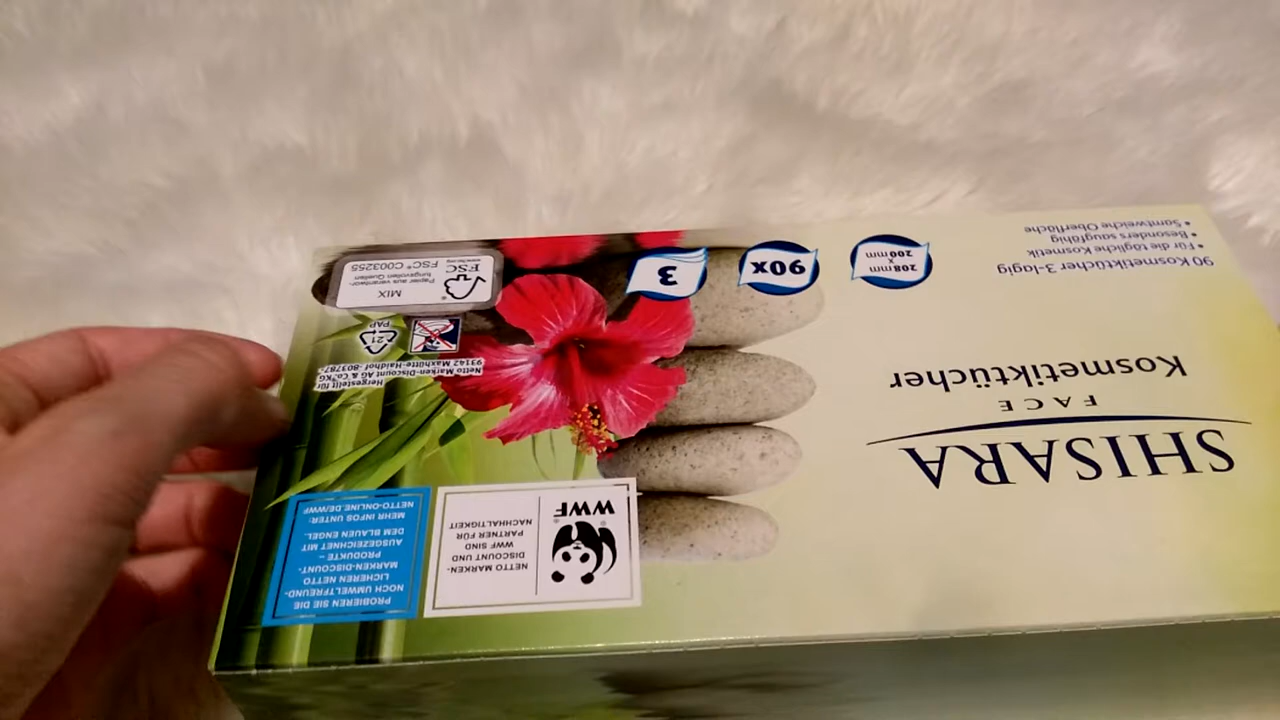 SHISARA
FACE
Kosmetiktücher
90 Kosmetiktücher 3-lagig
• Für die tägliche Kosmetik
• Besonders saugfähig
• Samtweiche Oberfläche
208 mm
x
200 mm
90x
3
WWF
NETTO MARKEN-
DISCOUNT UND
WWF SIND
PARTNER FÜR
NACHHALTIGKEIT
PROBIEREN SIE DIE
NOCH UMWELTFREUND-
LICHEREN NETTO
MARKEN-DISCOUNT-
PRODUKTE –
AUSGEZEICHNET MIT
DEM BLAUEN ENGEL.
MEHR INFOS UNTER:
NETTO-ONLINE.DE/WWF
Hergestellt für
Netto Marken-Discount AG & Co. KG
93142 Maxhütte-Haidhof
21
PAP
MIX
Papier aus verantwor-
tungsvollen Quellen
FSC
FSC® C003255